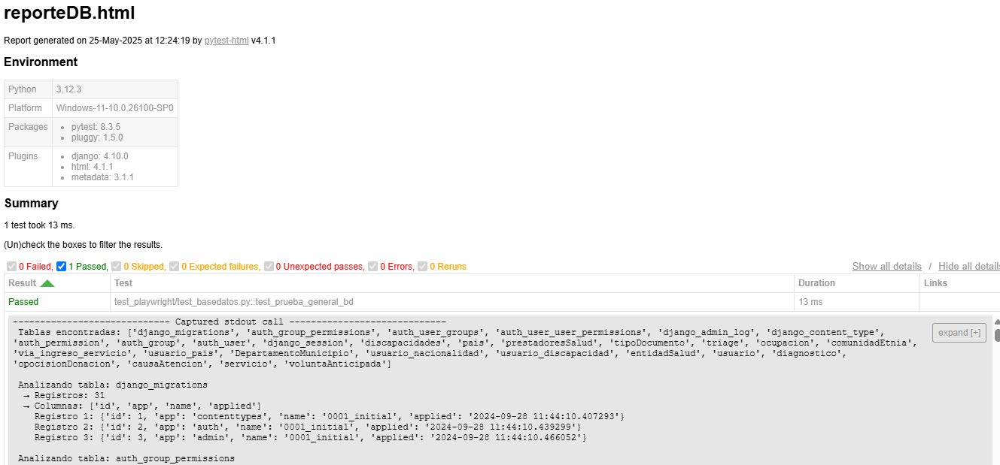 reporteDB.html
Report generated on 25-May-2025 at 12:24:19 by pytest-html v4.1.1
Environment
Python 3.12.3
Platform Windows-11-10.0.26100-SP0
Packages
pytest: 8.3.5
pluggy: 1.5.0
Plugins
django: 4.10.0
html: 4.1.1
metadata: 3.1.1
Summary
1 test took 13 ms.
(Un)check the boxes to filter the results.
0 Failed, 1 Passed, 0 Skipped, 0 Expected failures, 0 Unexpected passes, 0 Errors, 0 Reruns
Show all details / Hide all details
Result Test Duration Links
Passed test_playwright/test_basedatos.py::test_prueba_general_bd 13 ms
----------------------------- Captured stdout call -----------------------------
Tablas encontradas: ['django_migrations', 'auth_group_permissions', 'auth_user_groups', 'auth_user_user_permissions', 'django_admin_log', 'django_content_type',
'auth_permission', 'auth_group', 'auth_user', 'django_session', 'discapacidades', 'pais', 'prestadoresSalud', 'tipoDocumento', 'triage', 'ocupacion', 'comunidadEtnia',
'via_ingreso_servicio', 'usuario_pais', 'DepartamentoMunicipio', 'usuario_nacionalidad', 'usuario_discapacidad', 'entidadSalud', 'usuario', 'diagnostico',
'opocisionDonacion', 'causaAtencion', 'servicio', 'voluntaAnticipada']
expand [+]
Analizando tabla: django_migrations
→ Registros: 31
→ Columnas: ['id', 'app', 'name', 'applied']
Registro 1: {'id': 1, 'app': 'contenttypes', 'name': '0001_initial', 'applied': '2024-09-28 11:44:10.407293'}
Registro 2: {'id': 2, 'app': 'auth', 'name': '0001_initial', 'applied': '2024-09-28 11:44:10.439299'}
Registro 3: {'id': 3, 'app': 'admin', 'name': '0001_initial', 'applied': '2024-09-28 11:44:10.466052'}
Analizando tabla: auth_group_permissions